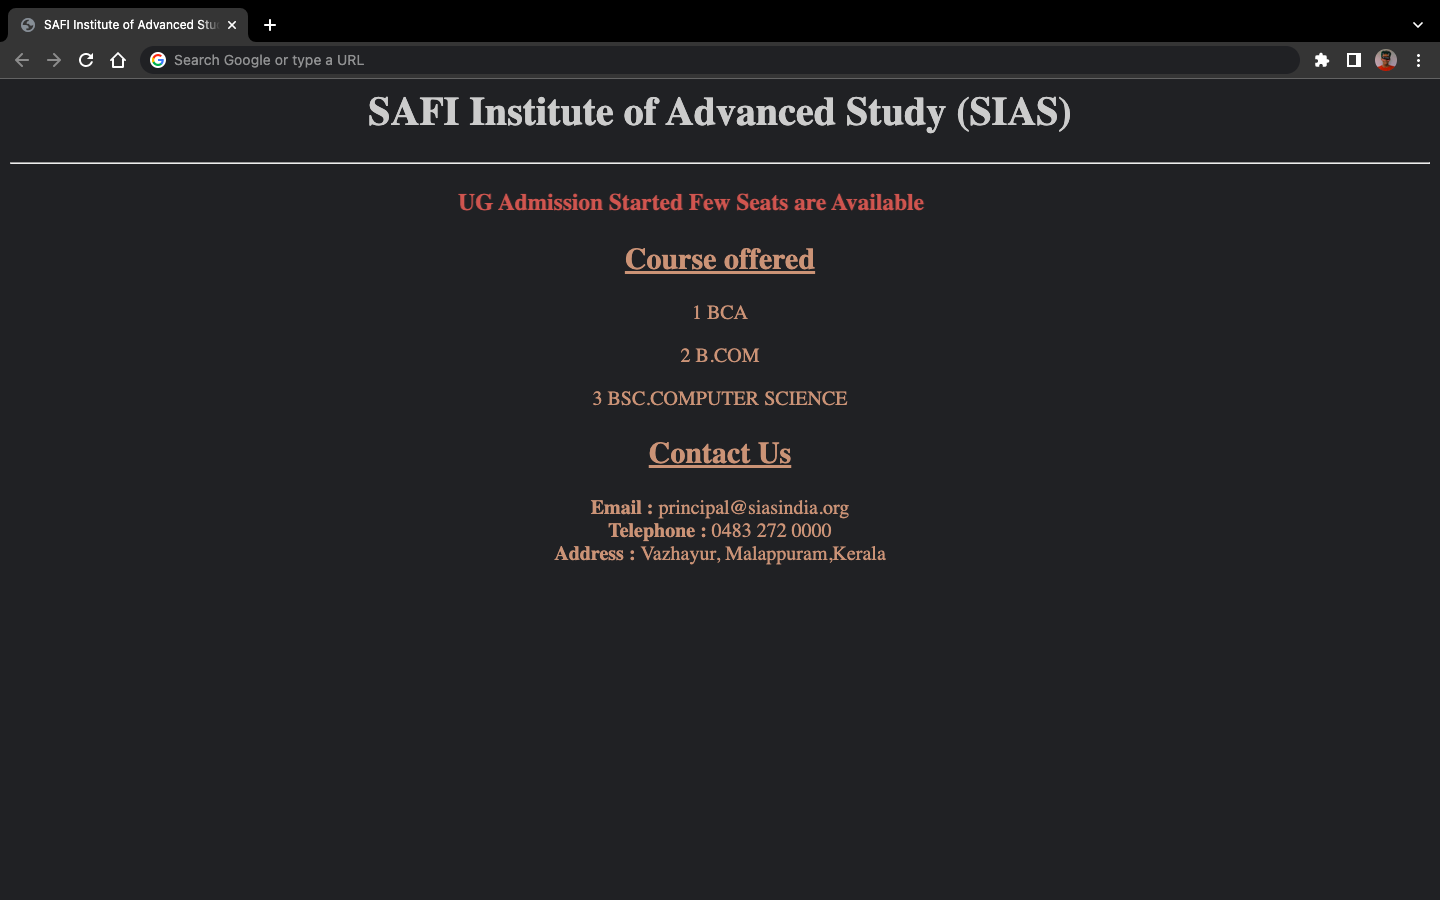 SAFI Institute of Advanced Stu
Search Google or type a URL
SAFI Institute of Advanced Study (SIAS)
UG Admission Started Few Seats are Available
Course offered
1 BCA
2 B.COM
3 BSC.COMPUTER SCIENCE
Contact Us
Email : principal@siasindia.org
Telephone : 0483 272 0000
Address : Vazhayur, Malappuram,Kerala